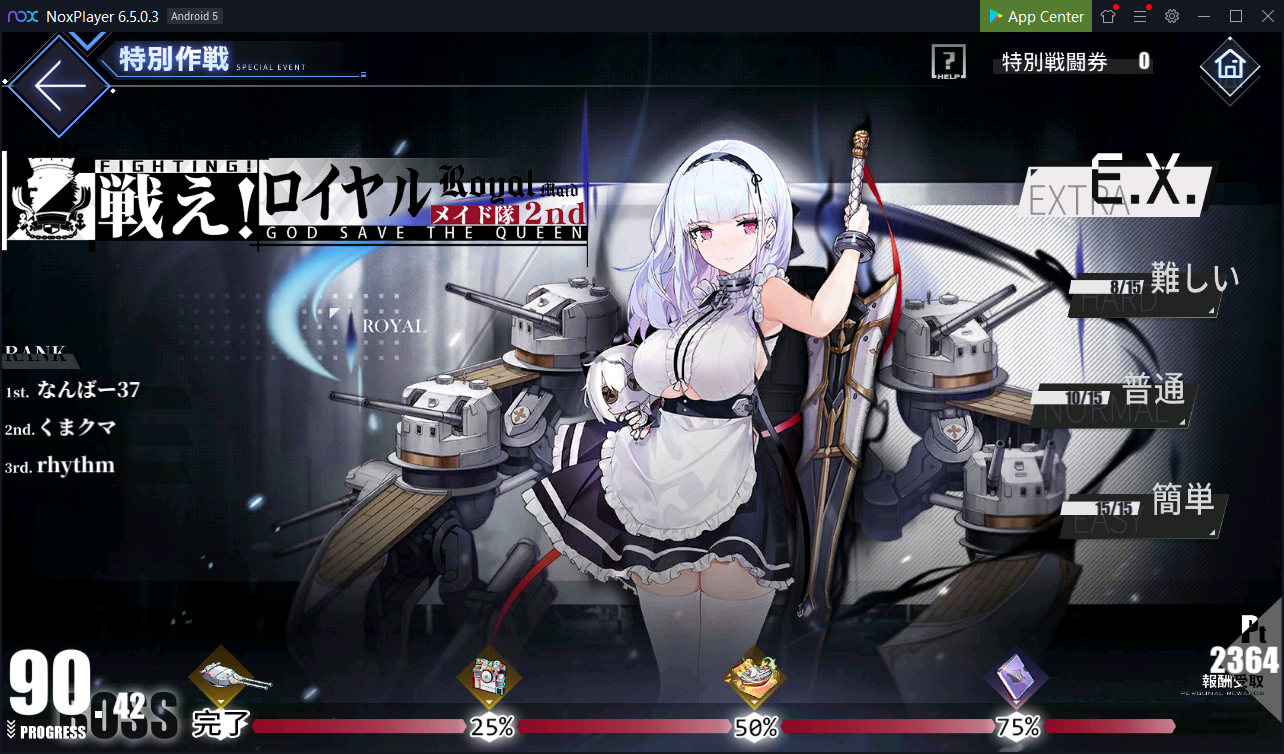 nox NoxPlayer 6.5.0.3 Android 5 App Center
特別作戦 SPECIAL EVENT
HELP
特別戦闘券 0
FIGHTING!
戦え！ロイヤル Royal Maid
メイド隊 2nd
GOD SAVE THE QUEEN
EXTRA E.X.
8/15 難しい
HARD
ROYAL
RANK
1st. なんばー37
10/15 普通
NORMAL
2nd. くまクマ
3rd. rhythm
15/15 簡単
EASY
Pt
2364
報酬受取
PERSONAL REWARDS
90.42
BOSS
PROGRESS
完了 25% 50% 75%